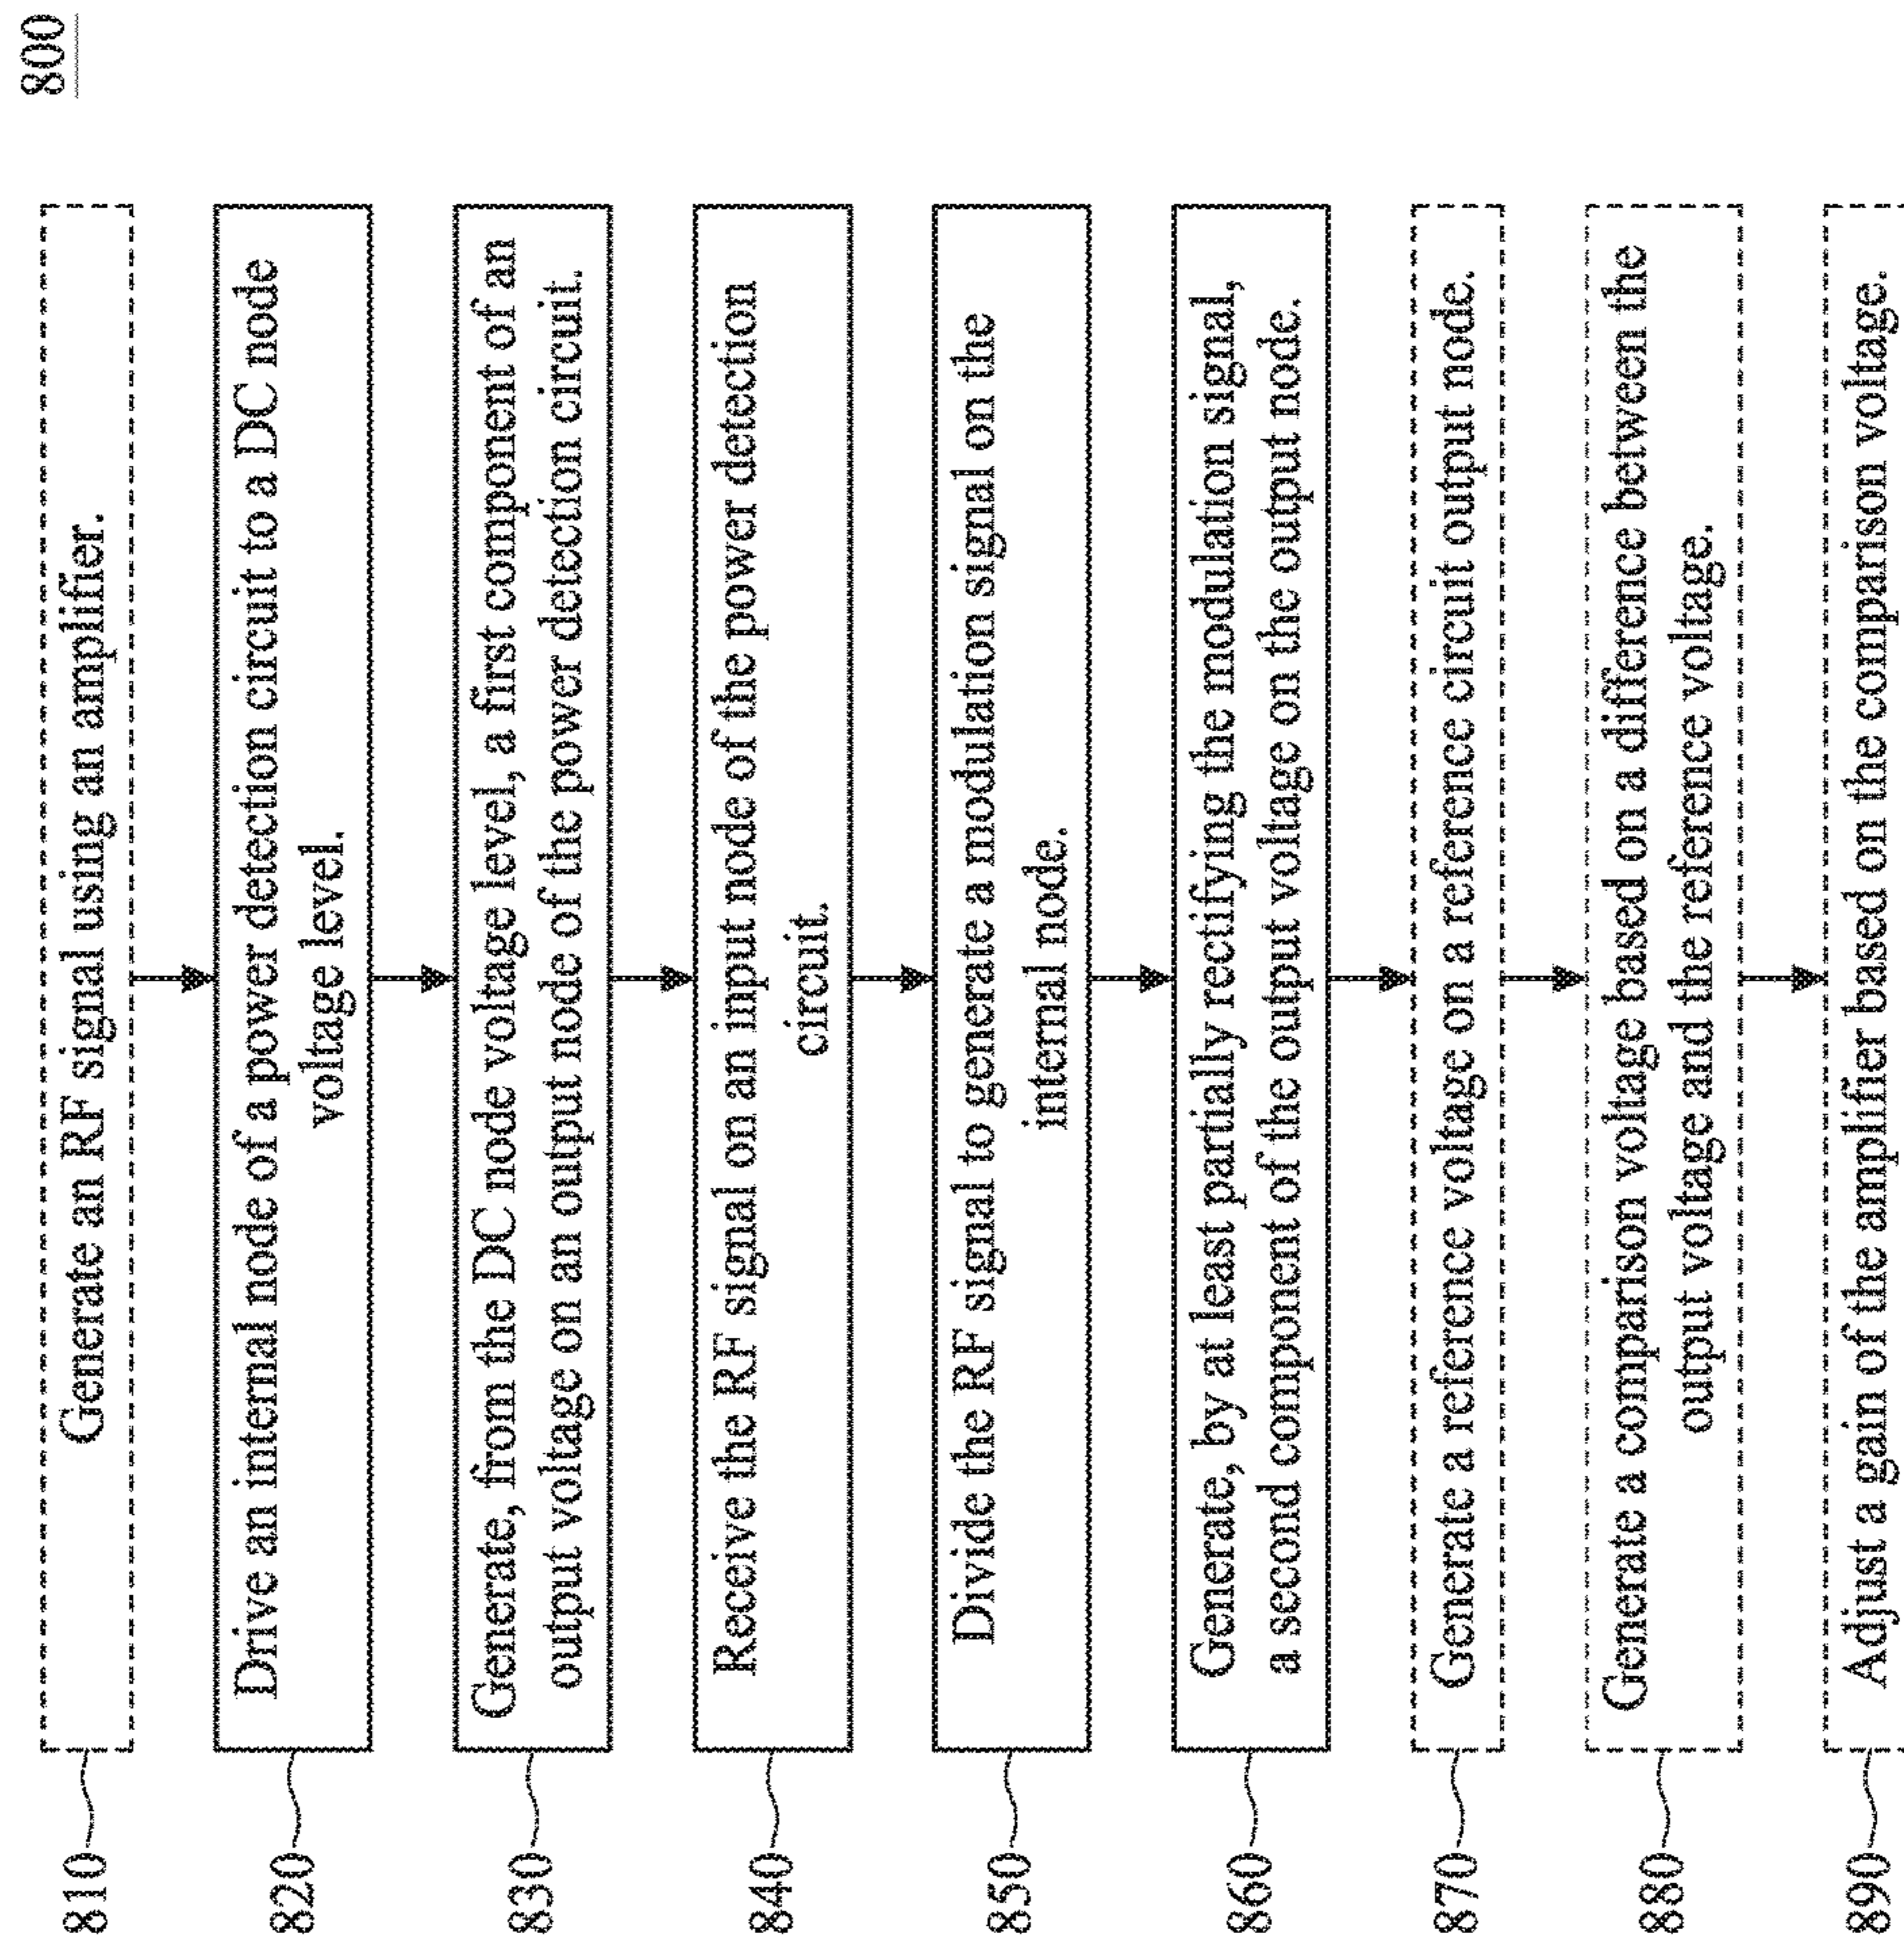 800
810
Generate an RF signal using an amplifier.
820
Drive an internal node of a power detection circuit to a DC node
voltage level.
830
Generate, from the DC node voltage level, a first component of an
output voltage on an output node of the power detection circuit.
840
Receive the RF signal on an input node of the power detection
circuit.
850
Divide the RF signal to generate a modulation signal on the
internal node.
860
Generate, by at least partially rectifying the modulation signal,
a second component of the output voltage on the output node.
870
Generate a reference voltage on a reference circuit output node.
880
Generate a comparison voltage based on a difference between the
output voltage and the reference voltage.
890
Adjust a gain of the amplifier based on the comparison voltage.